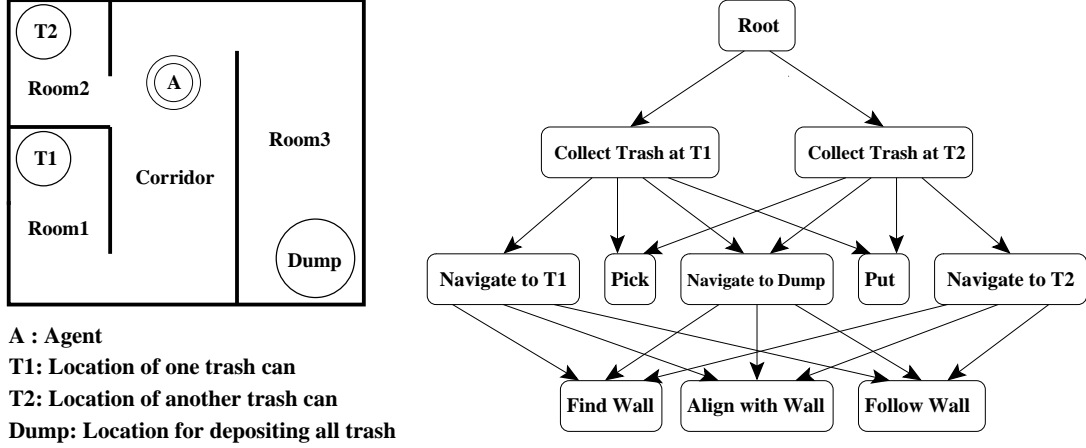 T2
Room2
A
T1
Room3
Corridor
Room1
Dump
A : Agent
T1: Location of one trash can
T2: Location of another trash can
Dump: Location for depositing all trash
Root
Collect Trash at T1
Collect Trash at T2
Navigate to T1
Pick
Navigate to Dump
Put
Navigate to T2
Find Wall
Align with Wall
Follow Wall